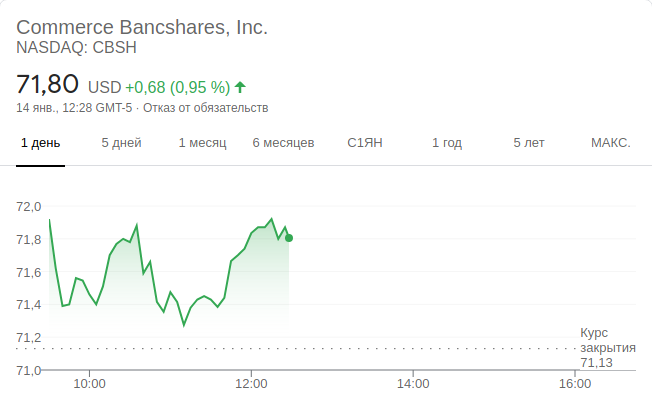 Commerce Bancshares, Inc.
NASDAQ: CBSH
71,80 USD +0,68 (0,95 %)
14 янв., 12:28 GMT-5 · Отказ от обязательств
1 день 5 дней 1 месяц 6 месяцев С1ЯН 1 год 5 лет МАКС.
72,0
71,8
71,6
71,4
71,2
71,0
Курс
закрытия
71,13
10:00 12:00 14:00 16:00